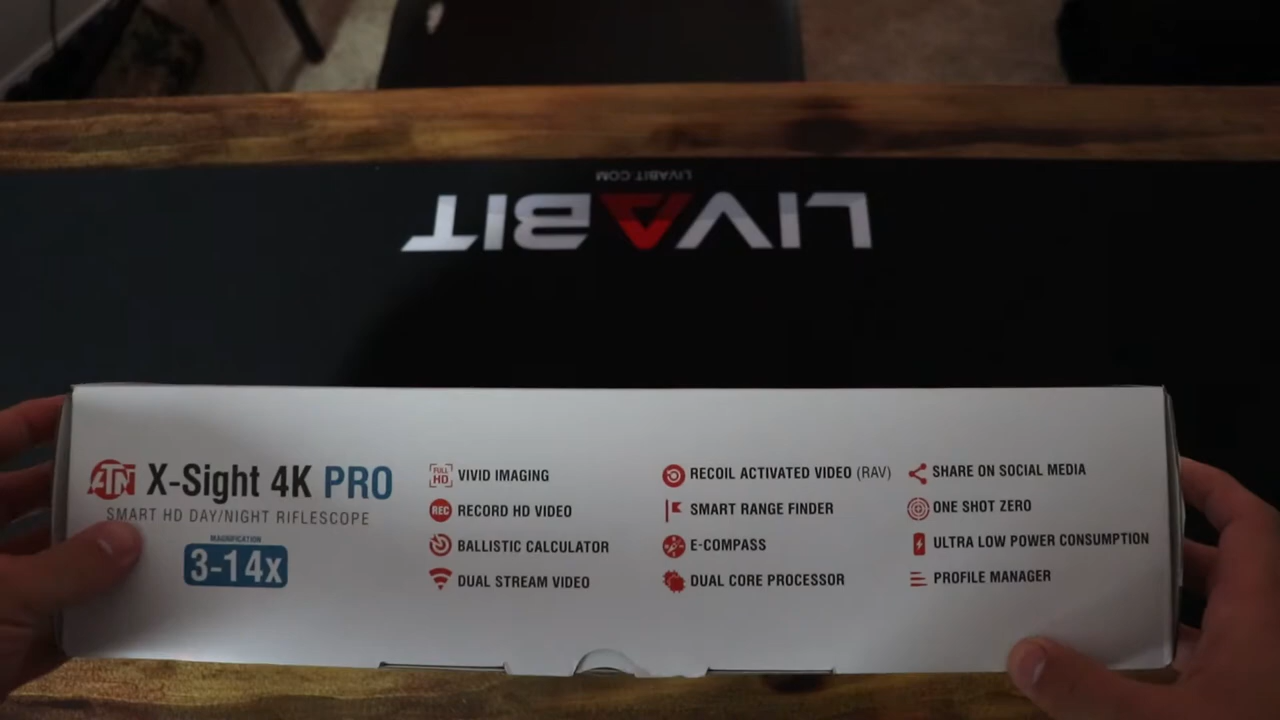 LIVABIT.COM
LIVABIT
ATN X-Sight 4K PRO
SMART HD DAY/NIGHT RIFLESCOPE
MAGNIFICATION
3-14x
FULL HD VIVID IMAGING
REC RECORD HD VIDEO
BALLISTIC CALCULATOR
DUAL STREAM VIDEO
RECOIL ACTIVATED VIDEO (RAV)
SMART RANGE FINDER
E-COMPASS
DUAL CORE PROCESSOR
SHARE ON SOCIAL MEDIA
ONE SHOT ZERO
ULTRA LOW POWER CONSUMPTION
PROFILE MANAGER